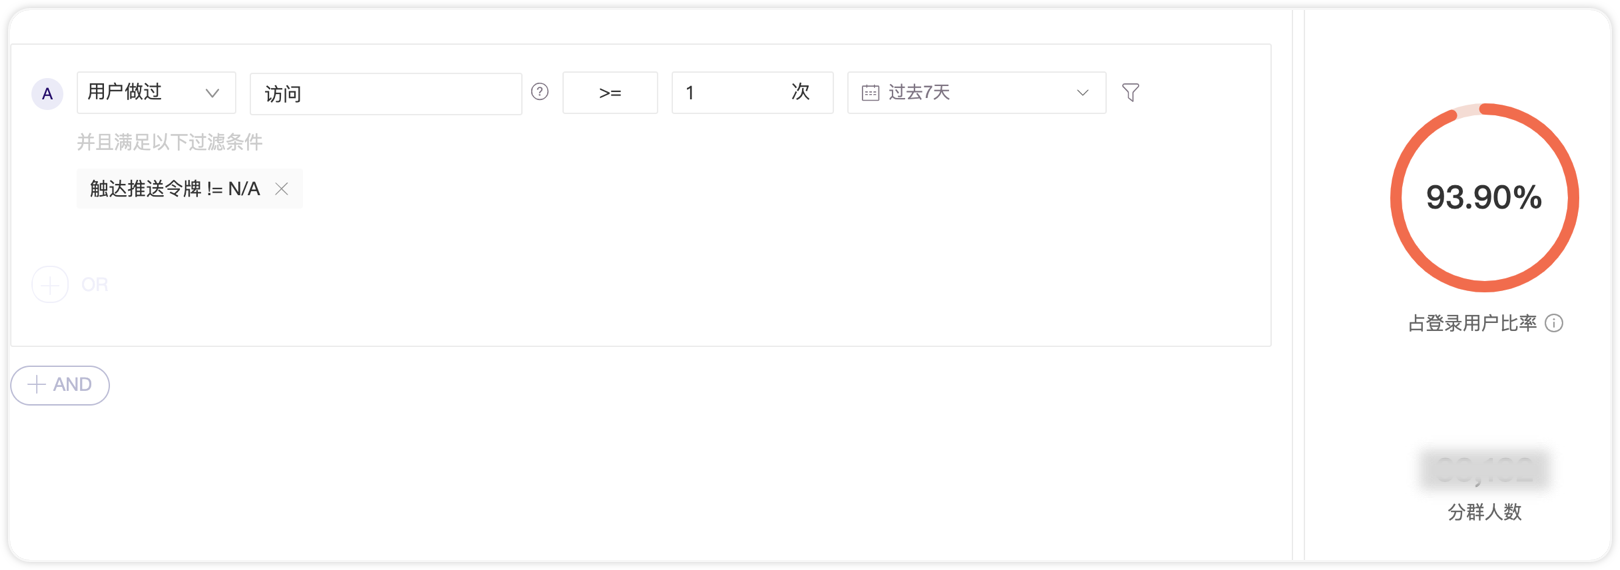 A 用户做过 访问 >= 1 次 过去7天
并且满足以下过滤条件
触达推送令牌 != N/A
OR
AND
93.90%
占登录用户比率
分群人数